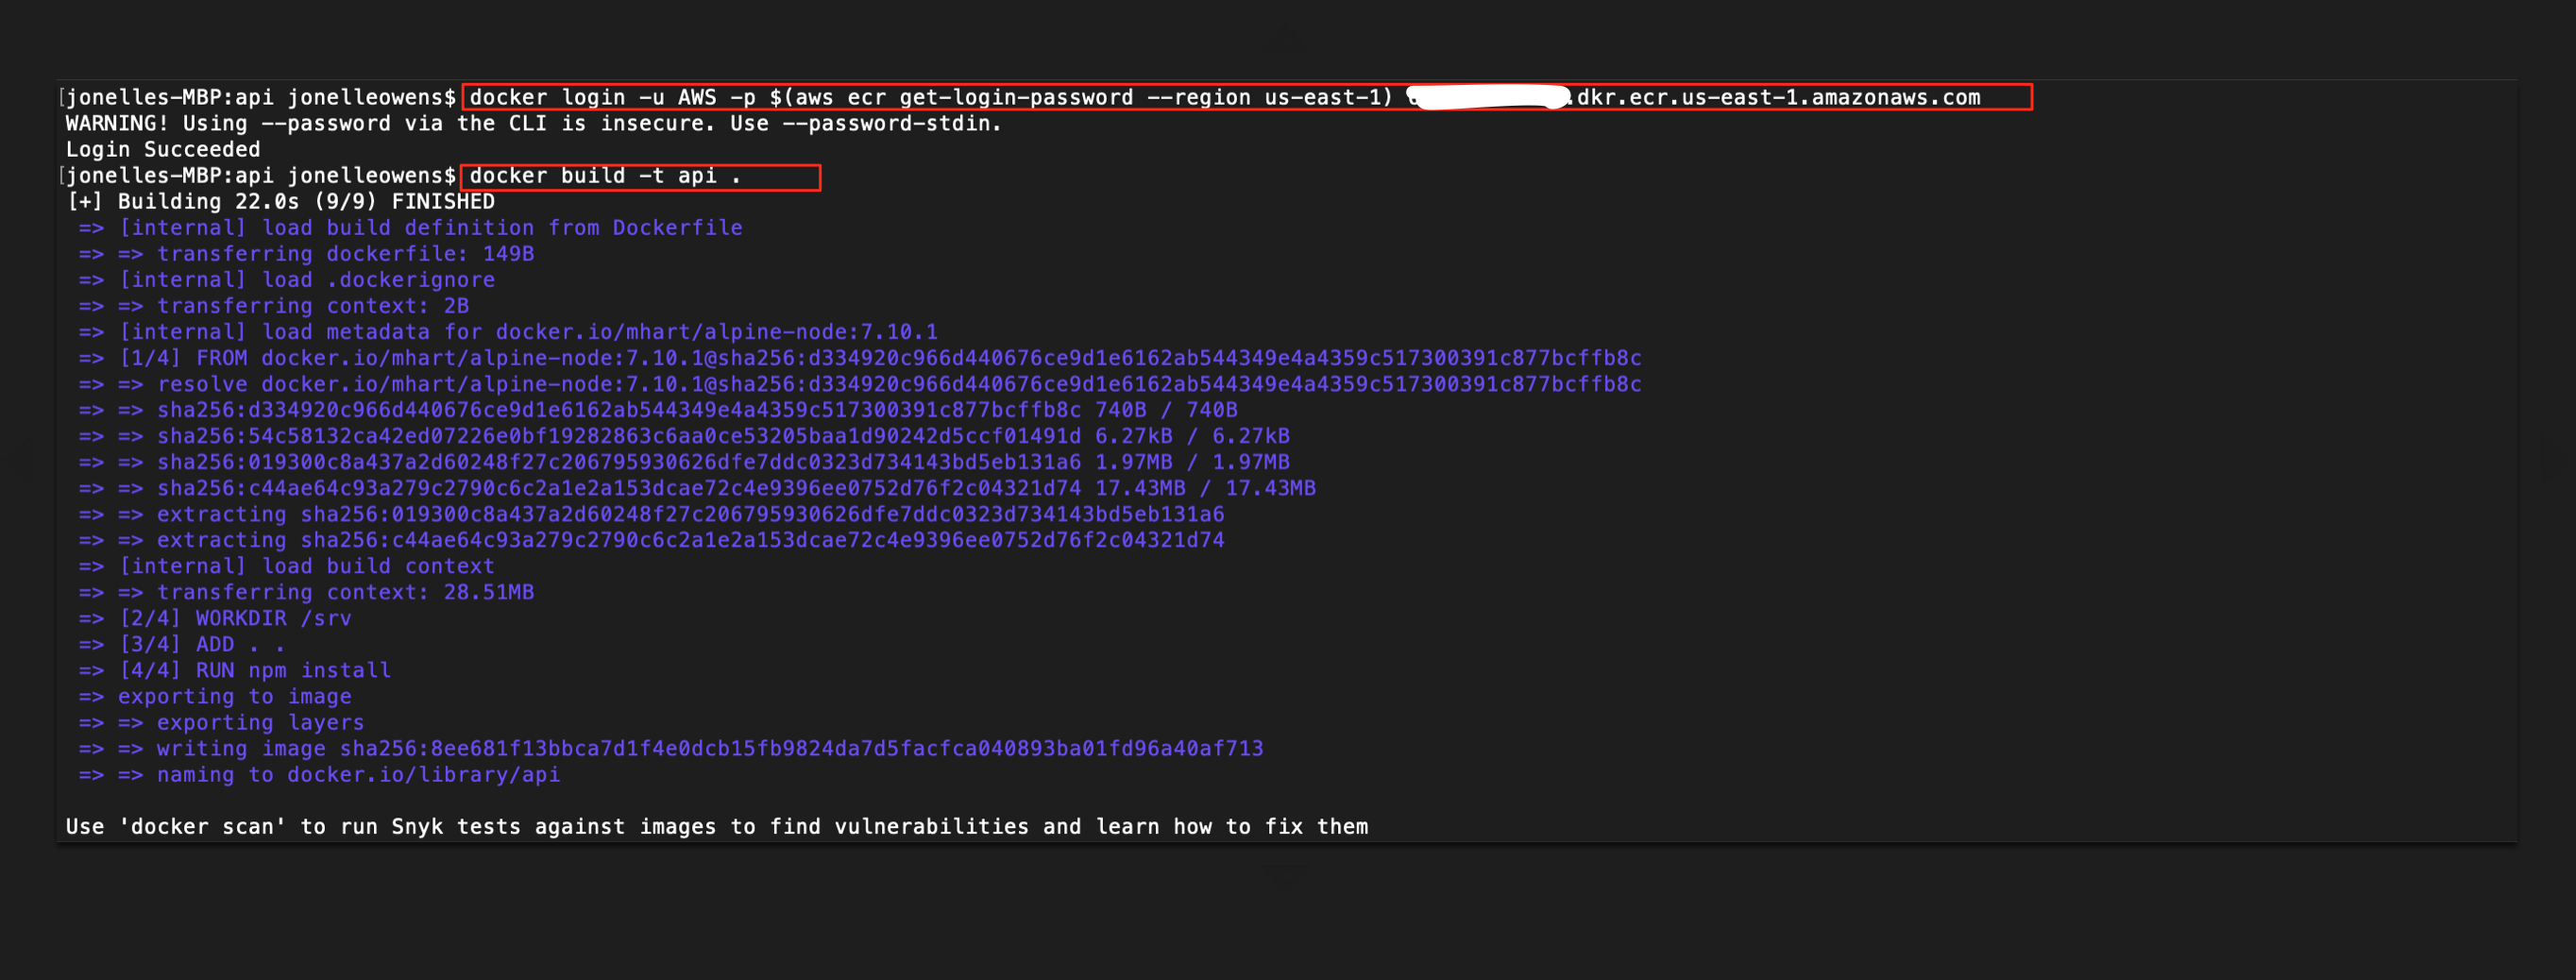 [jonelles-MBP:api jonelleowens$ docker login -u AWS -p $(aws ecr get-login-password --region us-east-1) .dkr.ecr.us-east-1.amazonaws.com
WARNING! Using --password via the CLI is insecure. Use --password-stdin.
Login Succeeded
[jonelles-MBP:api jonelleowens$ docker build -t api .
[+] Building 22.0s (9/9) FINISHED
=> [internal] load build definition from Dockerfile
=> => transferring dockerfile: 149B
=> [internal] load .dockerignore
=> => transferring context: 2B
=> [internal] load metadata for docker.io/mhart/alpine-node:7.10.1
=> [1/4] FROM docker.io/mhart/alpine-node:7.10.1@sha256:d334920c966d440676ce9d1e6162ab544349e4a4359c517300391c877bcffb8c
=> => resolve docker.io/mhart/alpine-node:7.10.1@sha256:d334920c966d440676ce9d1e6162ab544349e4a4359c517300391c877bcffb8c
=> => sha256:d334920c966d440676ce9d1e6162ab544349e4a4359c517300391c877bcffb8c 740B / 740B
=> => sha256:54c58132ca42ed07226e0bf19282863c6aa0ce53205baa1d90242d5ccf01491d 6.27kB / 6.27kB
=> => sha256:019300c8a437a2d60248f27c206795930626dfe7ddc0323d734143bd5eb131a6 1.97MB / 1.97MB
=> => sha256:c44ae64c93a279c2790c6c2a1e2a153dcae72c4e9396ee0752d76f2c04321d74 17.43MB / 17.43MB
=> => extracting sha256:019300c8a437a2d60248f27c206795930626dfe7ddc0323d734143bd5eb131a6
=> => extracting sha256:c44ae64c93a279c2790c6c2a1e2a153dcae72c4e9396ee0752d76f2c04321d74
=> [internal] load build context
=> => transferring context: 28.51MB
=> [2/4] WORKDIR /srv
=> [3/4] ADD . .
=> [4/4] RUN npm install
=> exporting to image
=> => exporting layers
=> => writing image sha256:8ee681f13bbca7d1f4e0dcb15fb9824da7d5facfca040893ba01fd96a40af713
=> => naming to docker.io/library/api
Use 'docker scan' to run Snyk tests against images to find vulnerabilities and learn how to fix them